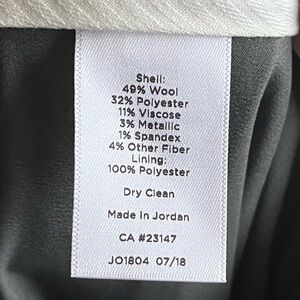 Shell:
49% Wool
32% Polyester
11% Viscose
3% Metallic
1% Spandex
4% Other Fiber
Lining:
100% Polyester
Dry Clean
Made In Jordan
CA #23147
JO1804 07/18